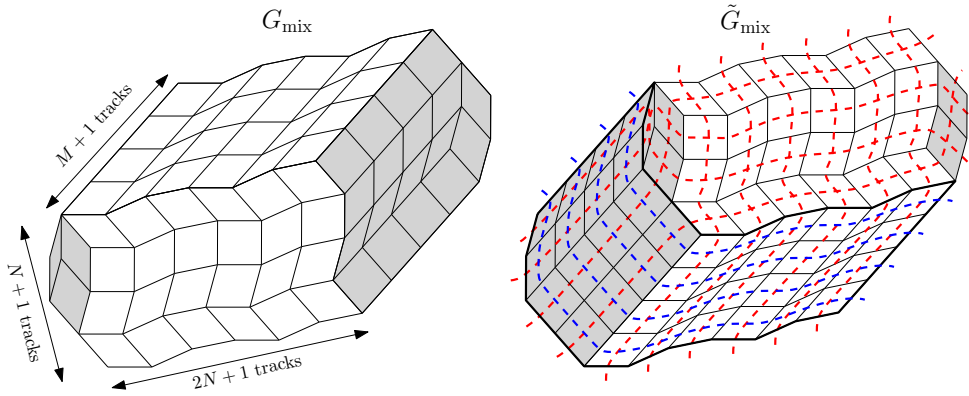 G_mix
G̃_mix
M + 1 tracks
N + 1 tracks
2N + 1 tracks